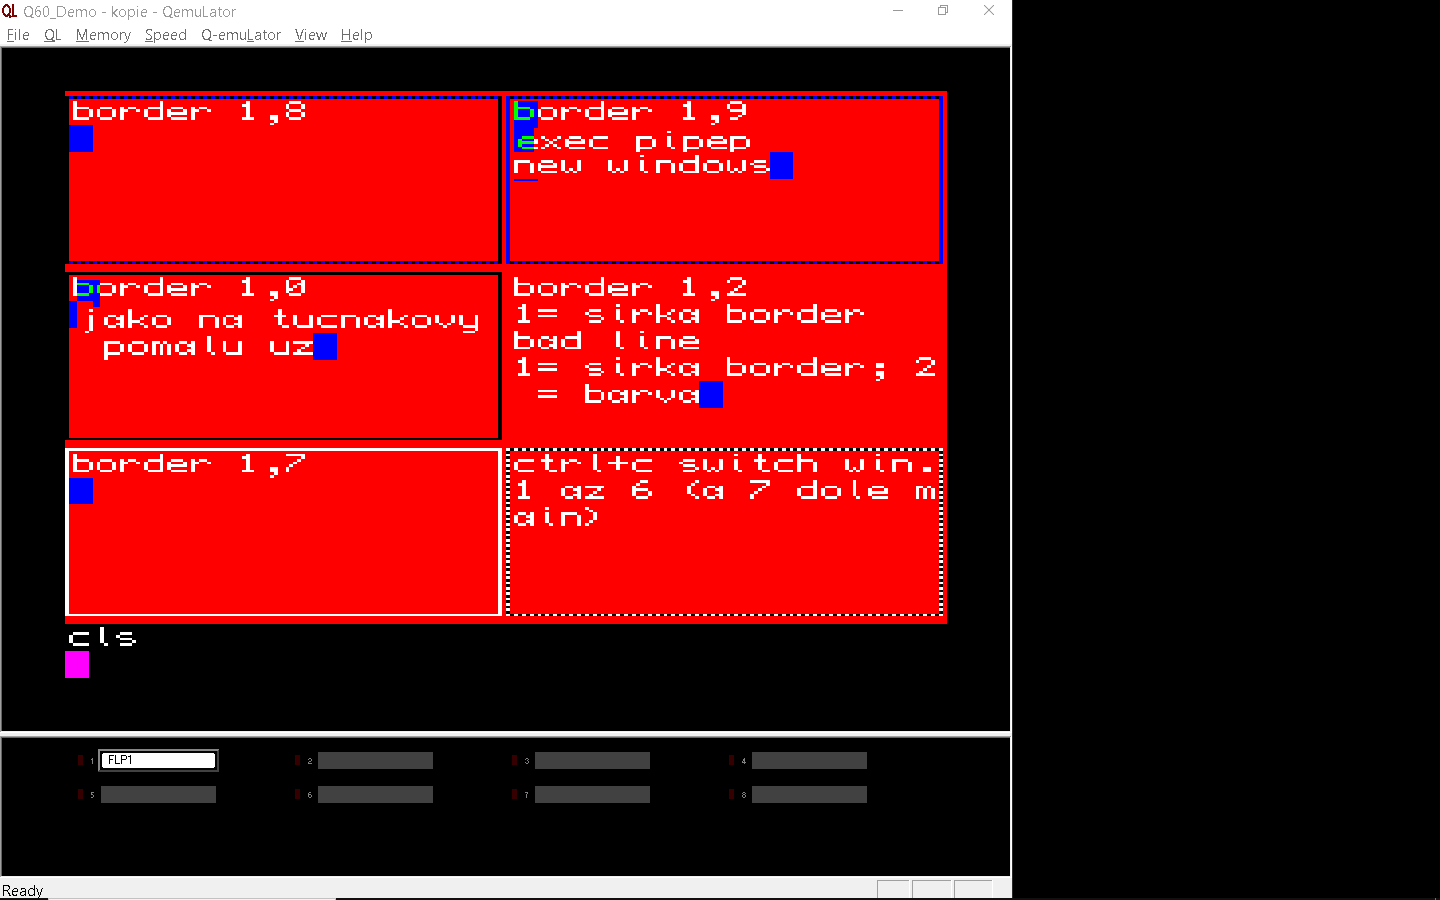 QL Q60_Demo - kopie - QemuLator
File QL Memory Speed Q-emuLator View Help
border 1,8
border 1,9
exec pipep
new windows
border 1,0
jako na tucnakovy
pomalu uz
border 1,2
1= sirka border
bad line
1= sirka border; 2
= barva
border 1,7
ctrl+c switch win.
1 az 6 (a 7 dole m
ain)
cls
1 FLP1 2 3 4
5 6 7 8
Ready